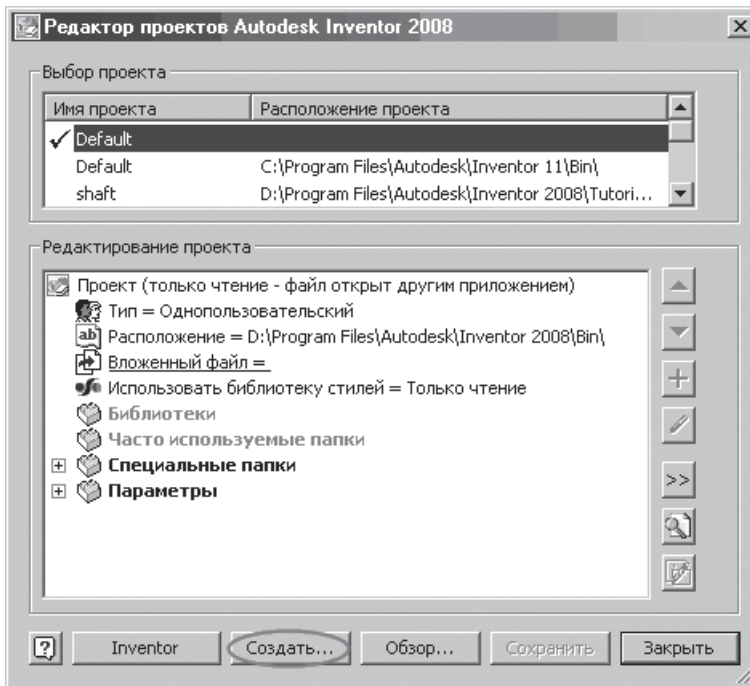 Редактор проектов Autodesk Inventor 2008
Выбор проекта
Имя проекта Расположение проекта
Default
Default C:\Program Files\Autodesk\Inventor 11\Bin\
shaft D:\Program Files\Autodesk\Inventor 2008\Tutori...
Редактирование проекта
Проект (только чтение - файл открыт другим приложением)
Тип = Однопользовательский
Расположение = D:\Program Files\Autodesk\Inventor 2008\Bin\
Вложенный файл =
Использовать библиотеку стилей = Только чтение
Библиотеки
Часто используемые папки
Специальные папки
Параметры
>>
Inventor Создать... Обзор... Сохранить Закрыть